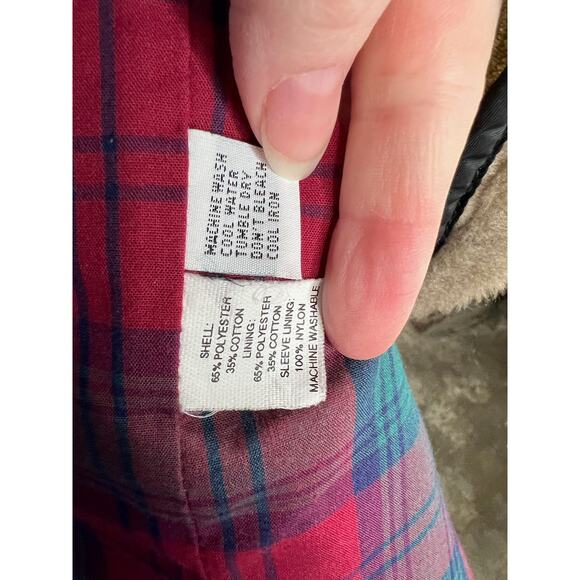 MACHINE WASH
COOL WATER
TUMBLE DRY
DON'T BLEACH
COOL IRON
SHELL:
65% POLYESTER
35% COTTON
LINING:
65% POLYESTER
35% COTTON
SLEEVE LINING:
100% NYLON
MACHINE WASHABLE